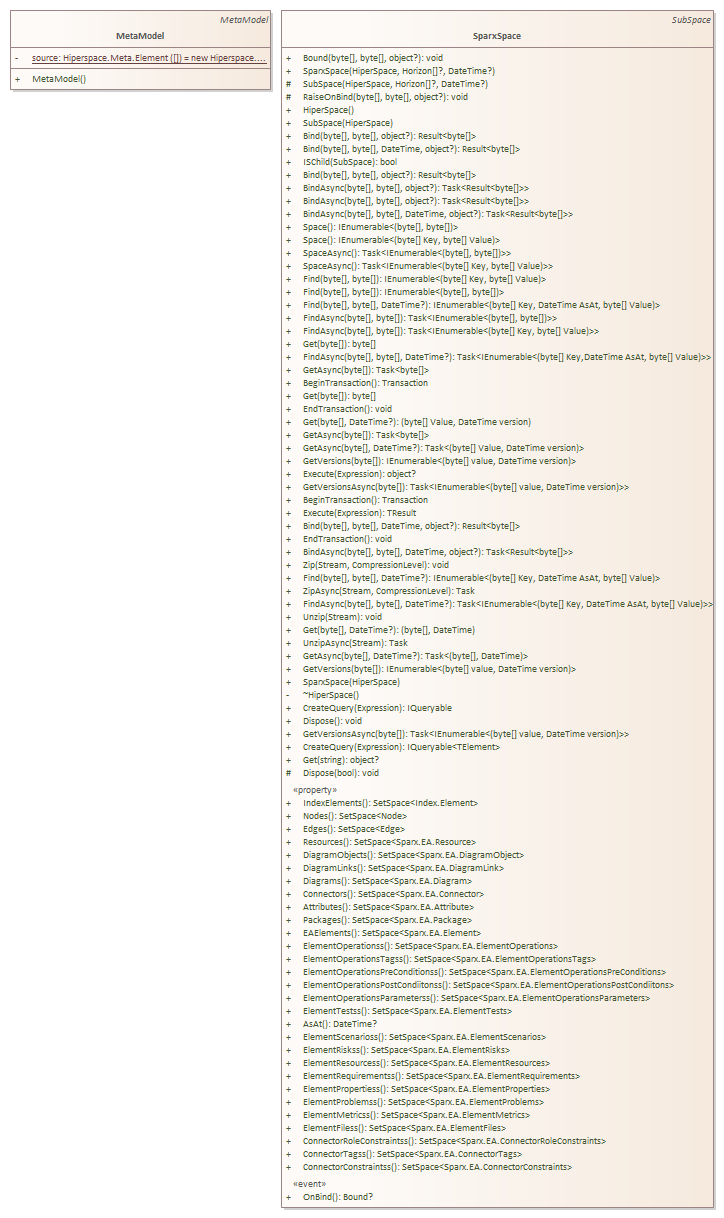 MetaModel
MetaModel
- source: Hiperspace.Meta.Element ([]) = new Hiperspace....
+ MetaModel()
SubSpace
SparxSpace
+ Bound(byte[], byte[], object?): void
+ SparxSpace(HiperSpace, Horizon[]?, DateTime?)
# SubSpace(HiperSpace, Horizon[]?, DateTime?)
# RaiseOnBind(byte[], byte[], object?): void
+ HiperSpace()
+ SubSpace(HiperSpace)
+ Bind(byte[], byte[], object?): Result<byte[]>
+ Bind(byte[], byte[], DateTime, object?): Result<byte[]>
+ ISChild(SubSpace): bool
+ Bind(byte[], byte[], object?): Result<byte[]>
+ BindAsync(byte[], byte[], object?): Task<Result<byte[]>>
+ BindAsync(byte[], byte[], object?): Task<Result<byte[]>>
+ BindAsync(byte[], byte[], DateTime, object?): Task<Result<byte[]>>
+ Space(): IEnumerable<(byte[], byte[])>
+ Space(): IEnumerable<(byte[] Key, byte[] Value)>
+ SpaceAsync(): Task<IEnumerable<(byte[], byte[])>>
+ SpaceAsync(): Task<IEnumerable<(byte[] Key, byte[] Value)>>
+ Find(byte[], byte[]): IEnumerable<(byte[] Key, byte[] Value)>
+ Find(byte[], byte[]): IEnumerable<(byte[], byte[])>
+ Find(byte[], byte[], DateTime?): IEnumerable<(byte[] Key, DateTime AsAt, byte[] Value)>
+ FindAsync(byte[], byte[]): Task<IEnumerable<(byte[], byte[])>>
+ FindAsync(byte[], byte[]): Task<IEnumerable<(byte[] Key, byte[] Value)>>
+ Get(byte[]): byte[]
+ FindAsync(byte[], byte[], DateTime?): Task<IEnumerable<(byte[] Key,DateTime AsAt, byte[] Value)>>
+ GetAsync(byte[]): Task<byte[]>
+ BeginTransaction(): Transaction
+ Get(byte[]): byte[]
+ EndTransaction(): void
+ Get(byte[], DateTime?): (byte[] Value, DateTime version)
+ GetAsync(byte[]): Task<byte[]>
+ GetAsync(byte[], DateTime?): Task<(byte[] Value, DateTime version)>
+ GetVersions(byte[]): IEnumerable<(byte[] value, DateTime version)>
+ Execute(Expression): object?
+ GetVersionsAsync(byte[]): Task<IEnumerable<(byte[] value, DateTime version)>>
+ BeginTransaction(): Transaction
+ Execute(Expression): TResult
+ Bind(byte[], byte[], DateTime, object?): Result<byte[]>
+ EndTransaction(): void
+ BindAsync(byte[], byte[], DateTime, object?): Task<Result<byte[]>>
+ Zip(Stream, CompressionLevel): void
+ Find(byte[], byte[], DateTime?): IEnumerable<(byte[] Key, DateTime AsAt, byte[] Value)>
+ ZipAsync(Stream, CompressionLevel): Task
+ FindAsync(byte[], byte[], DateTime?): Task<IEnumerable<(byte[] Key, DateTime AsAt, byte[] Value)>>
+ Unzip(Stream): void
+ Get(byte[], DateTime?): (byte[], DateTime)
+ UnzipAsync(Stream): Task
+ GetAsync(byte[], DateTime?): Task<(byte[], DateTime)>
+ GetVersions(byte[]): IEnumerable<(byte[] value, DateTime version)>
+ SparxSpace(HiperSpace)
- ~HiperSpace()
+ CreateQuery(Expression): IQueryable
+ Dispose(): void
+ GetVersionsAsync(byte[]): Task<IEnumerable<(byte[] value, DateTime version)>>
+ CreateQuery(Expression): IQueryable<TElement>
+ Get(string): object?
# Dispose(bool): void
«property»
+ IndexElements(): SetSpace<Index.Element>
+ Nodes(): SetSpace<Node>
+ Edges(): SetSpace<Edge>
+ Resources(): SetSpace<Sparx.EA.Resource>
+ DiagramObjects(): SetSpace<Sparx.EA.DiagramObject>
+ DiagramLinks(): SetSpace<Sparx.EA.DiagramLink>
+ Diagrams(): SetSpace<Sparx.EA.Diagram>
+ Connectors(): SetSpace<Sparx.EA.Connector>
+ Attributes(): SetSpace<Sparx.EA.Attribute>
+ Packages(): SetSpace<Sparx.EA.Package>
+ EAElements(): SetSpace<Sparx.EA.Element>
+ ElementOperationss(): SetSpace<Sparx.EA.ElementOperations>
+ ElementOperationsTagss(): SetSpace<Sparx.EA.ElementOperationsTags>
+ ElementOperationsPreConditionss(): SetSpace<Sparx.EA.ElementOperationsPreConditions>
+ ElementOperationsPostCondiitonss(): SetSpace<Sparx.EA.ElementOperationsPostCondiitons>
+ ElementOperationsParameterss(): SetSpace<Sparx.EA.ElementOperationsParameters>
+ ElementTestss(): SetSpace<Sparx.EA.ElementTests>
+ AsAt(): DateTime?
+ ElementScenarioss(): SetSpace<Sparx.EA.ElementScenarios>
+ ElementRiskss(): SetSpace<Sparx.EA.ElementRisks>
+ ElementResourcess(): SetSpace<Sparx.EA.ElementResources>
+ ElementRequirementss(): SetSpace<Sparx.EA.ElementRequirements>
+ ElementPropertiess(): SetSpace<Sparx.EA.ElementProperties>
+ ElementProblemss(): SetSpace<Sparx.EA.ElementProblems>
+ ElementMetricss(): SetSpace<Sparx.EA.ElementMetrics>
+ ElementFiless(): SetSpace<Sparx.EA.ElementFiles>
+ ConnectorRoleConstraintss(): SetSpace<Sparx.EA.ConnectorRoleConstraints>
+ ConnectorTagss(): SetSpace<Sparx.EA.ConnectorTags>
+ ConnectorConstraintss(): SetSpace<Sparx.EA.ConnectorConstraints>
«event»
+ OnBind(): Bound?